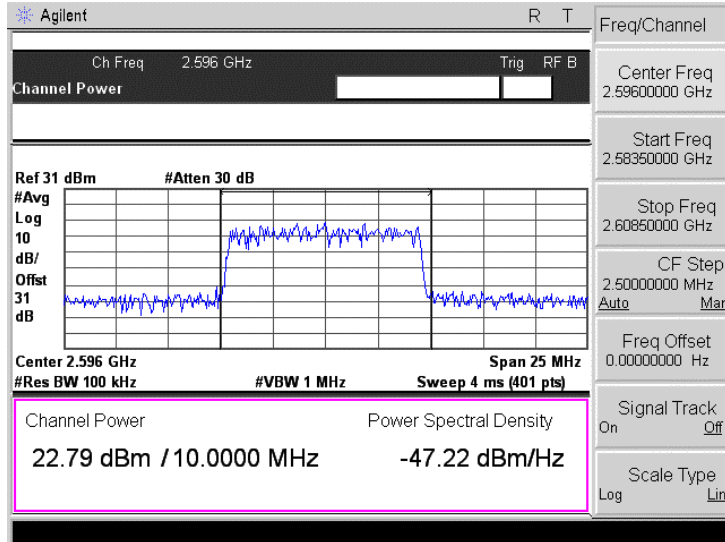 Agilent
R T
Ch Freq 2.596 GHz
Trig RF B
Channel Power
Ref 31 dBm
#Atten 30 dB
#Avg
Log
10
dB/
Offst
31
dB
Center 2.596 GHz
Span 25 MHz
#Res BW 100 kHz
#VBW 1 MHz
Sweep 4 ms (401 pts)
Channel Power
Power Spectral Density
22.79 dBm / 10.0000 MHz
-47.22 dBm/Hz
Freq/Channel
Center Freq
2.59600000 GHz
Start Freq
2.58350000 GHz
Stop Freq
2.60850000 GHz
CF Step
2.50000000 MHz
Auto Mar
Freq Offset
0.00000000 Hz
Signal Track
On Off
Scale Type
Log Lin